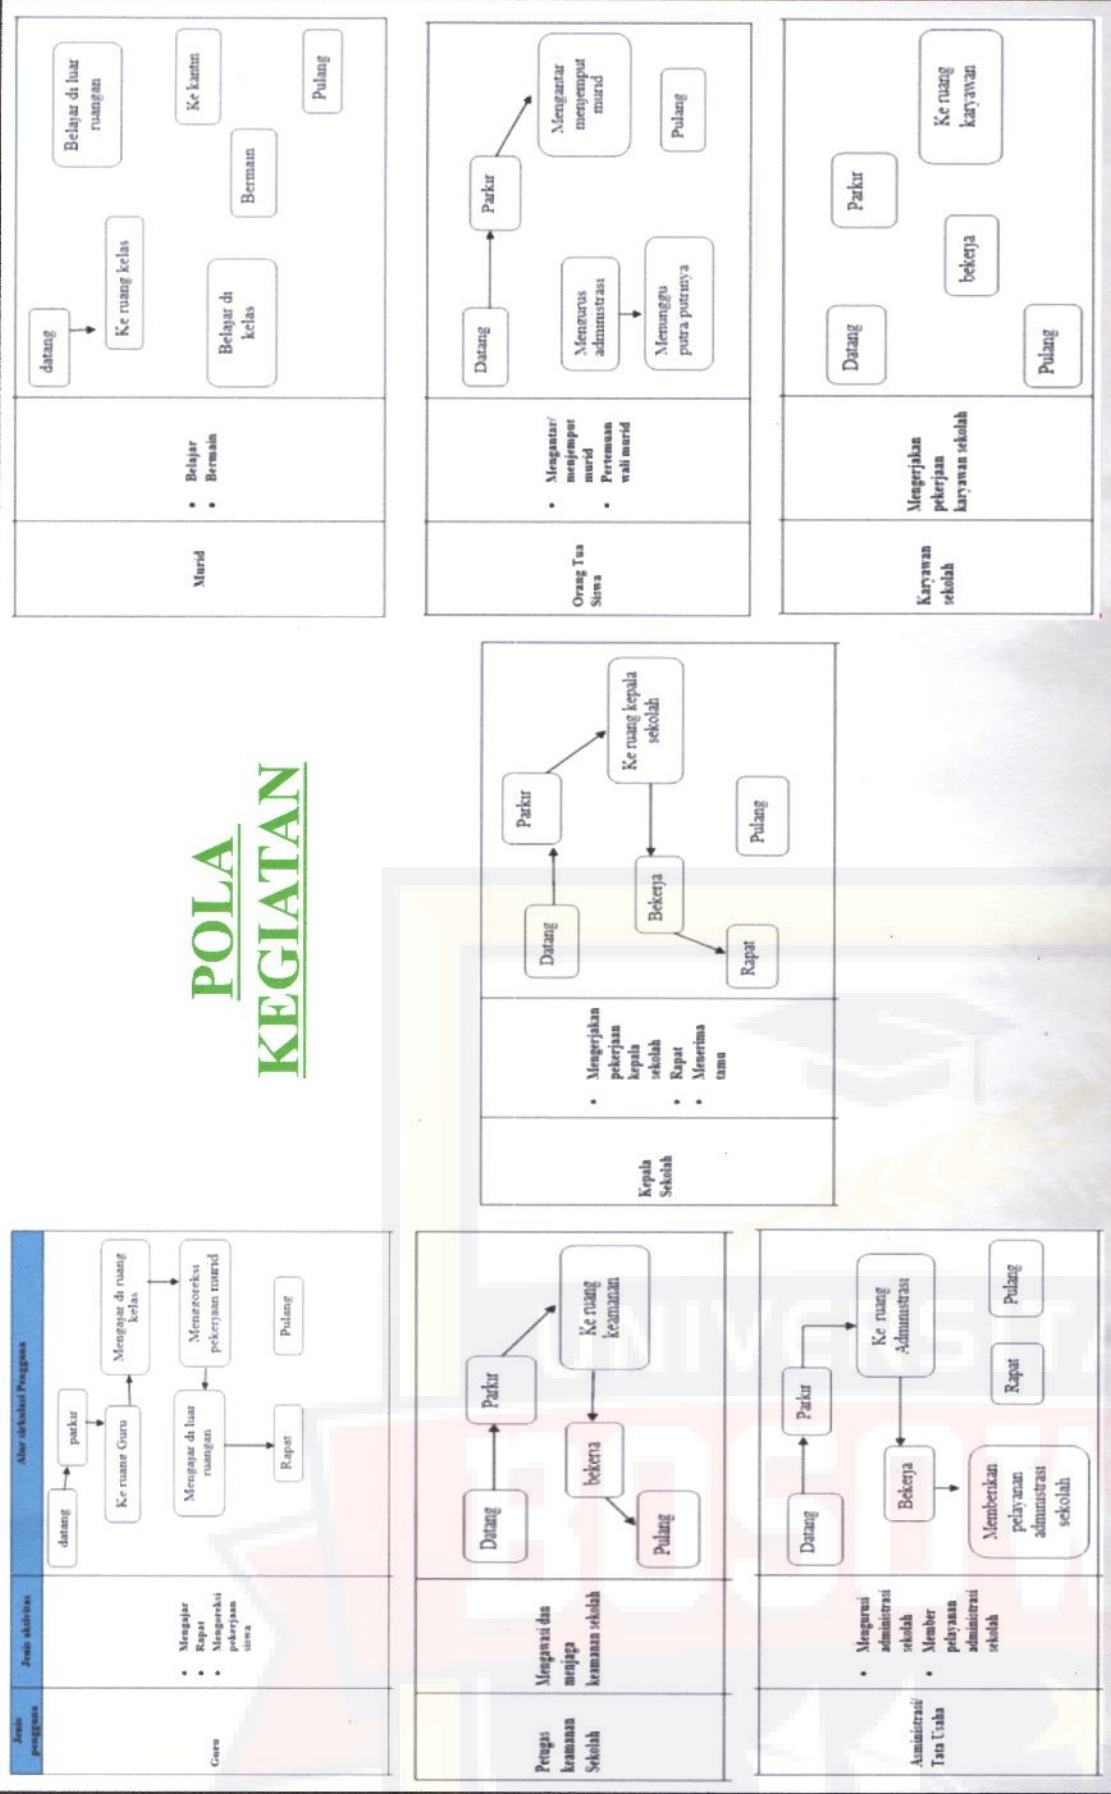 POLA
KEGIATAN
Jenis
pengguna
Jenis aktivitas
Alur sirkulasi Pengguna
Guru
• Mengajar
• Rapat
• Mengoreksi
pekerjaan
siswa
datang
parkir
Ke ruang Guru
Mengajar di ruang
kelas
Menggoreksi
pekerjaan murid
Mengajar di luar
ruangan
Rapat
Pulang
Petugas
keamanan
Sekolah
Mengawasi dan
menjaga
keamanan sekolah
Datang
Parkir
Ke ruang
keamanan
bekerja
Pulang
Asministrasi/
Tata Usaha
• Mengurusi
administrasi
sekolah
• Member
pelayanan
administrasi
sekolah
Datang
Parkir
Ke ruang
Administrasi
Bekerja
Memberikan
pelayanan
administrasi
sekolah
Rapat
Pulang
Kepala
Sekolah
• Mengerjakan
pekerjaan
kepala
sekolah
• Rapat
• Menerima
tamu
Datang
Parkir
Ke ruang kepala
sekolah
Bekerja
Rapat
Pulang
Murid
• Belajar
• Bermain
datang
Ke ruang kelas
Belajar di luar
ruangan
Belajar di
kelas
Bermain
Ke kantin
Pulang
Orang Tua
Siswa
• Mengantar/
menjemput
murid
• Pertemuan
wali murid
Datang
Parkir
Mengantar/
menjemput
murid
Mengurus
administrasi
Menunggu
putra putrinya
Pulang
Karyawan
sekolah
Mengerjakan
pekerjaan
karyawan sekolah
Datang
Parkir
Ke ruang
karyawan
bekerja
Pulang